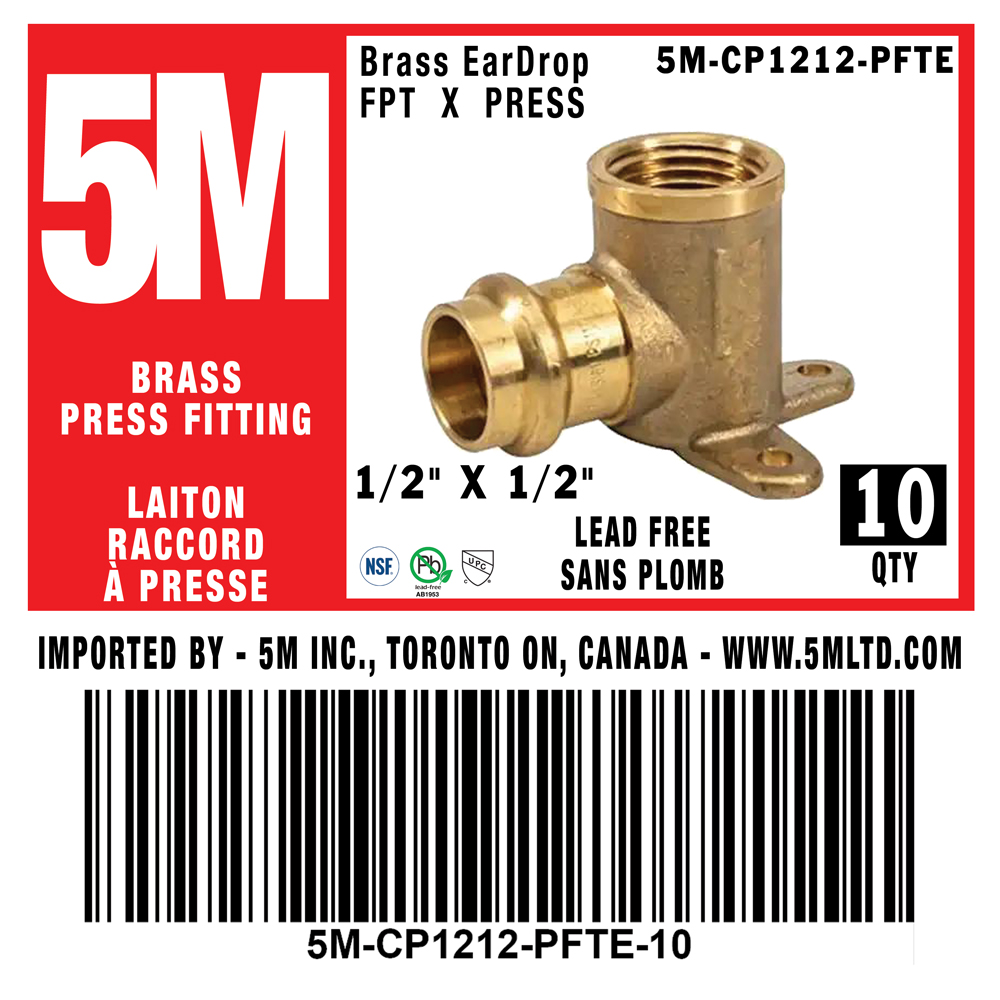 5M
BRASS
PRESS FITTING
LAITON
RACCORD
À PRESSE
Brass EarDrop
FPT X PRESS
5M-CP1212-PFTE
1/2" X 1/2"
NSF
Pb
lead-free
AB1953
UPC
C ®
LEAD FREE
SANS PLOMB
10
QTY
IMPORTED BY - 5M INC., TORONTO ON, CANADA - WWW.5MLTD.COM
5M-CP1212-PFTE-10